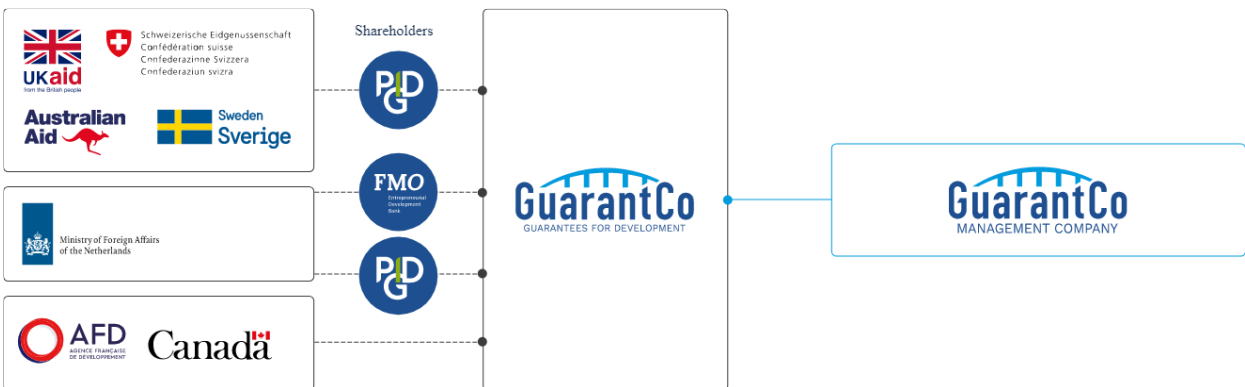 UKaid
from the British people
Schweizerische Eidgenossenschaft
Confédération suisse
Confederazione Svizzera
Confederaziun svizra
Australian
Aid
Sweden
Sverige
Ministry of Foreign Affairs
of the Netherlands
AFD
AGENCE FRANÇAISE
DE DÉVELOPPEMENT
Canada
Shareholders
PIDG
FMO
Entrepreneurial
Development
Bank
PIDG
GuarantCo
GUARANTEES FOR DEVELOPMENT
GuarantCo
MANAGEMENT COMPANY